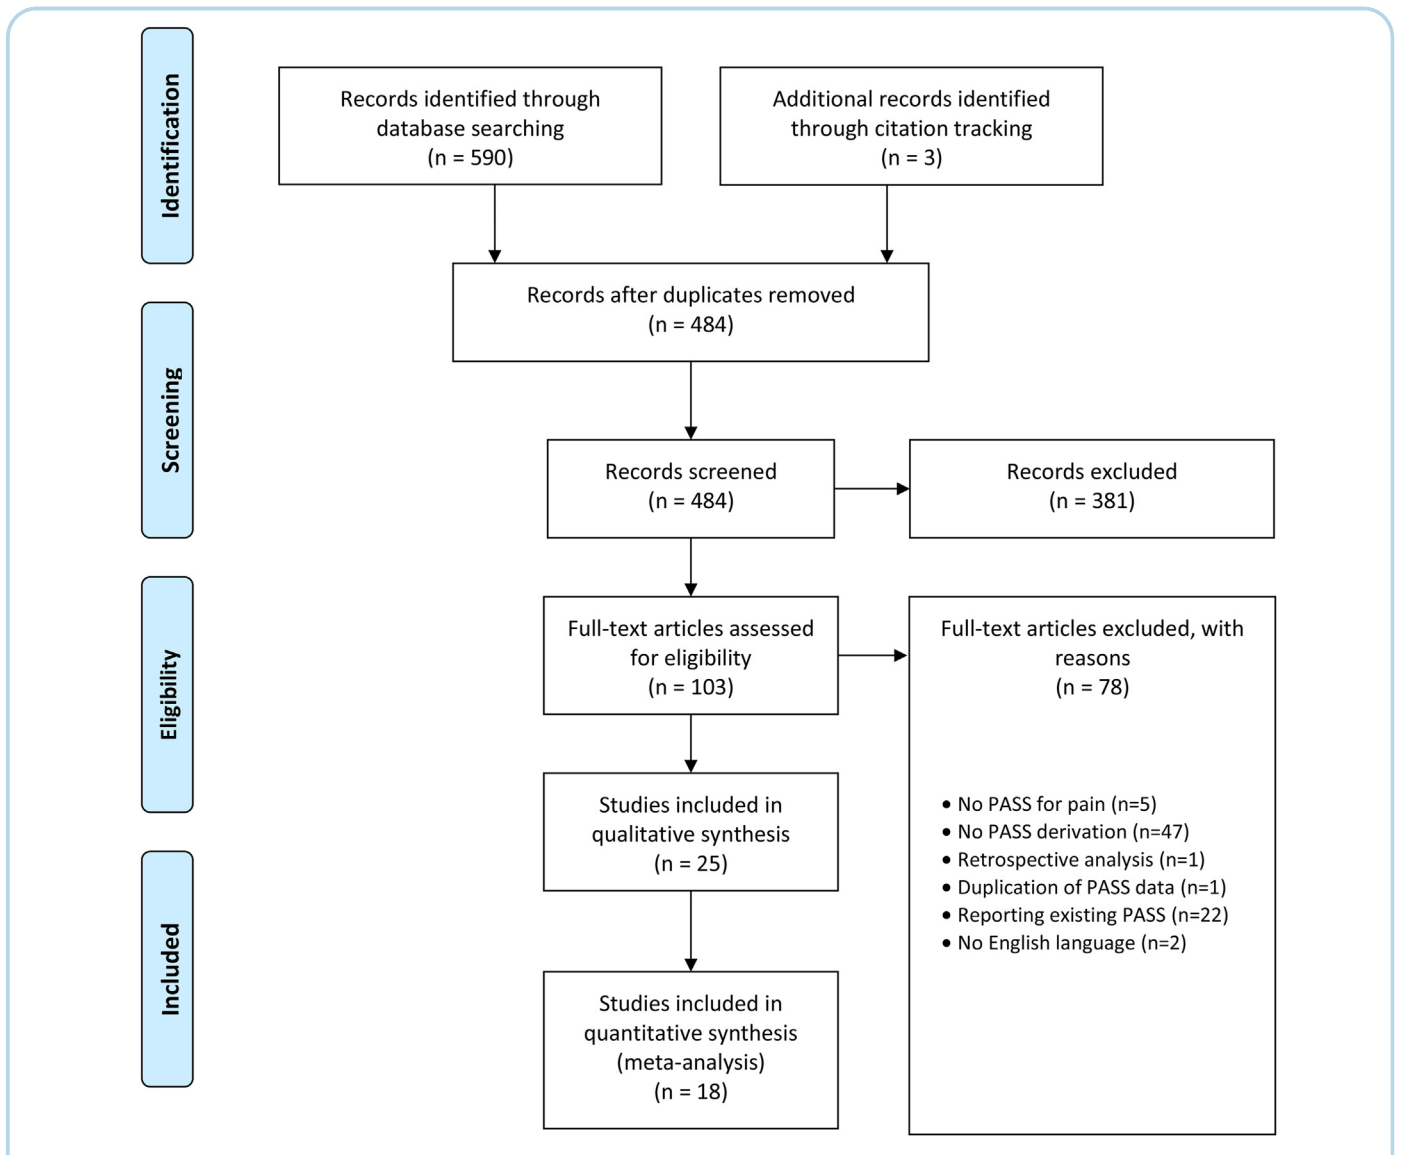 Identification
Records identified through
database searching
(n = 590)
Additional records identified
through citation tracking
(n = 3)
Records after duplicates removed
(n = 484)
Screening
Records screened
(n = 484)
Records excluded
(n = 381)
Eligibility
Full-text articles assessed
for eligibility
(n = 103)
Full-text articles excluded, with
reasons
(n = 78)
• No PASS for pain (n=5)
• No PASS derivation (n=47)
• Retrospective analysis (n=1)
• Duplication of PASS data (n=1)
• Reporting existing PASS (n=22)
• No English language (n=2)
Studies included in
qualitative synthesis
(n = 25)
Included
Studies included in
quantitative synthesis
(meta-analysis)
(n = 18)